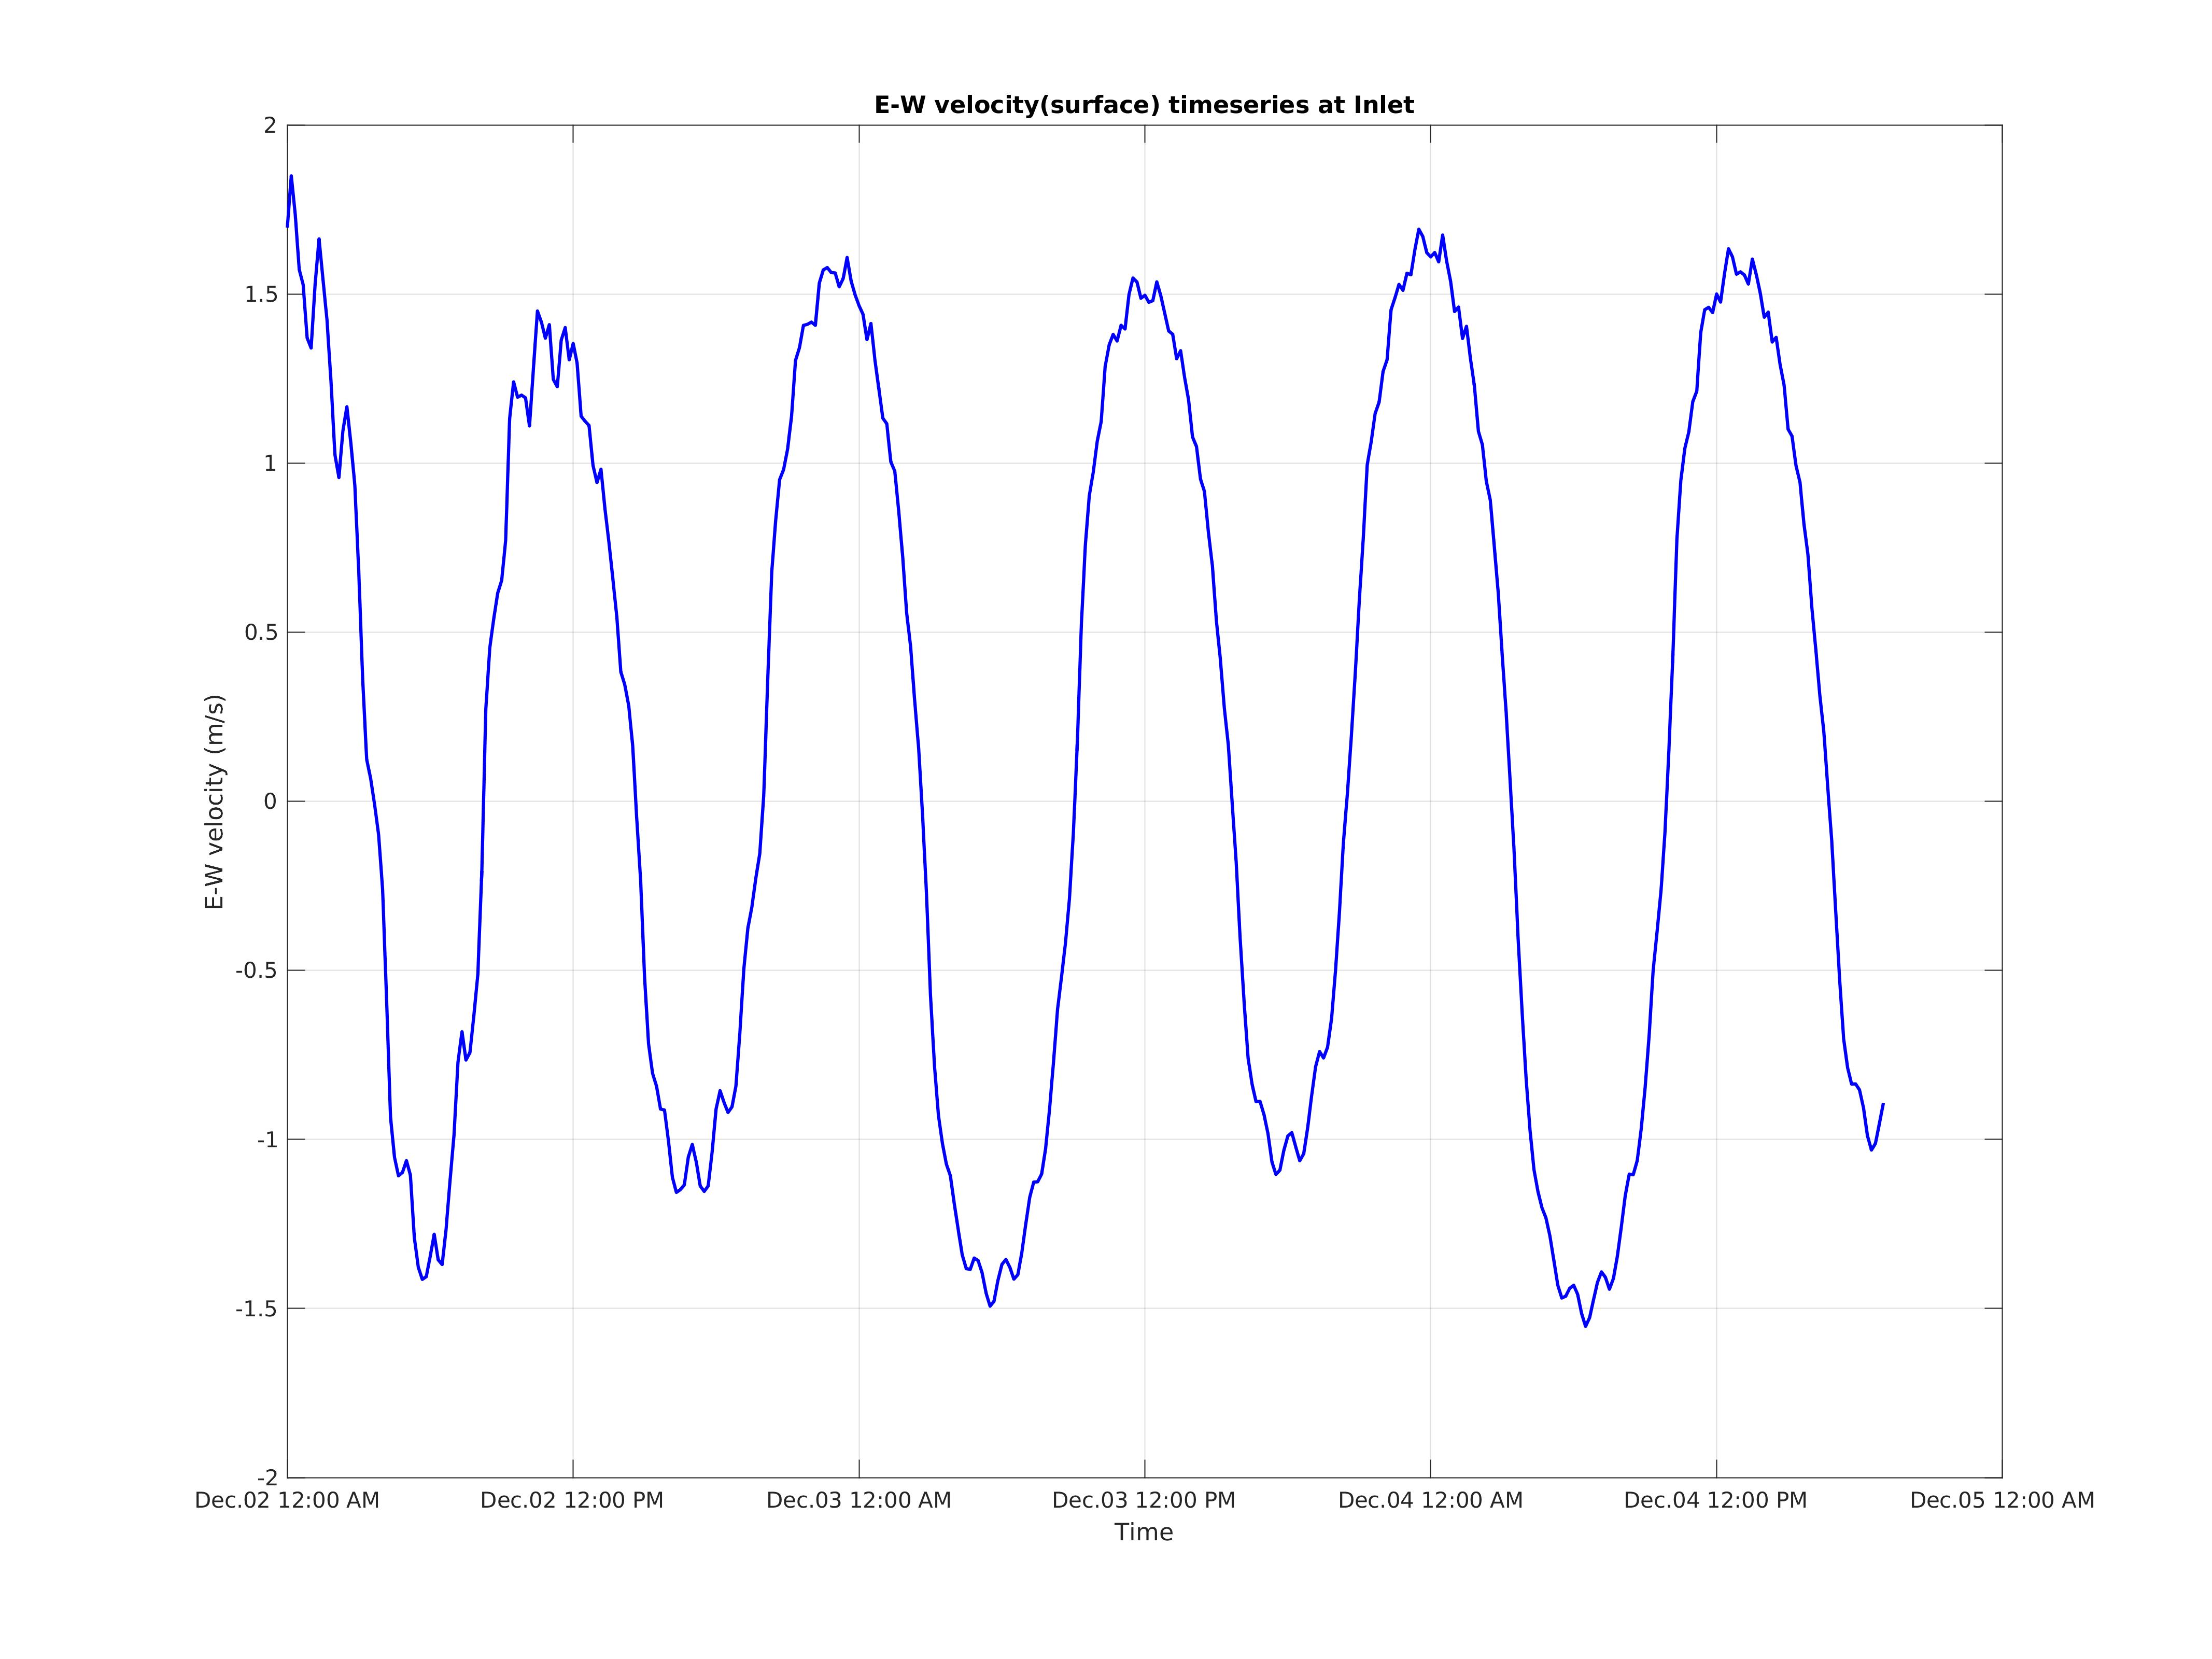 E-W velocity(surface) timeseries at Inlet
2
1.5
1
0.5
0
-0.5
-1
-1.5
-2
E-W velocity (m/s)
Dec.02 12:00 AM Dec.02 12:00 PM Dec.03 12:00 AM Dec.03 12:00 PM Dec.04 12:00 AM Dec.04 12:00 PM Dec.05 12:00 AM
Time